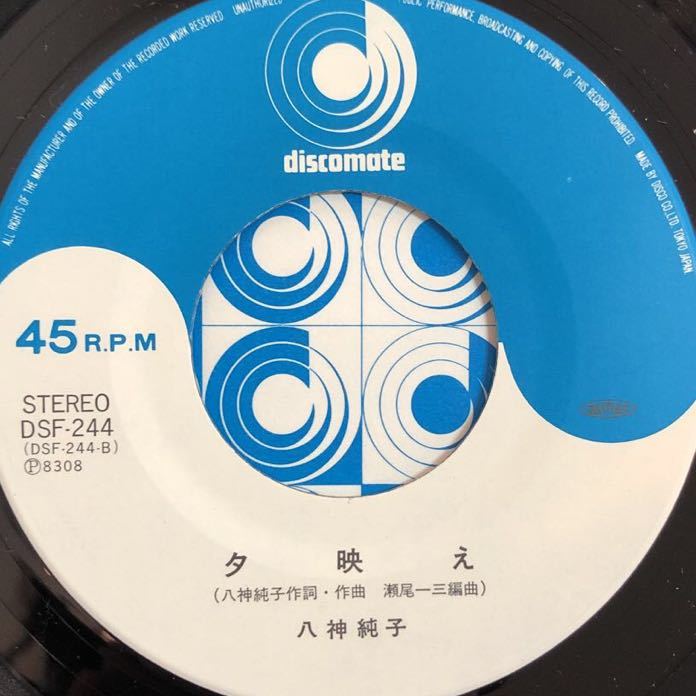 ALL RIGHTS OF THE MANUFACTURER AND OF THE OWNER OF THE RECORDED WORK RESERVED UNAUTHORIZED PUBLIC PERFORMANCE, BROADCASTING AND COPYING OF THIS RECORD PROHIBITED. MADE BY DISCO CO., LTD. TOKYO JAPAN
discomate
45 R.P.M
STEREO
DSF-244
(DSF-244-B)
Ⓟ8308
夕映え
(八神純子作詞・作曲 瀬尾一三編曲)
八神純子